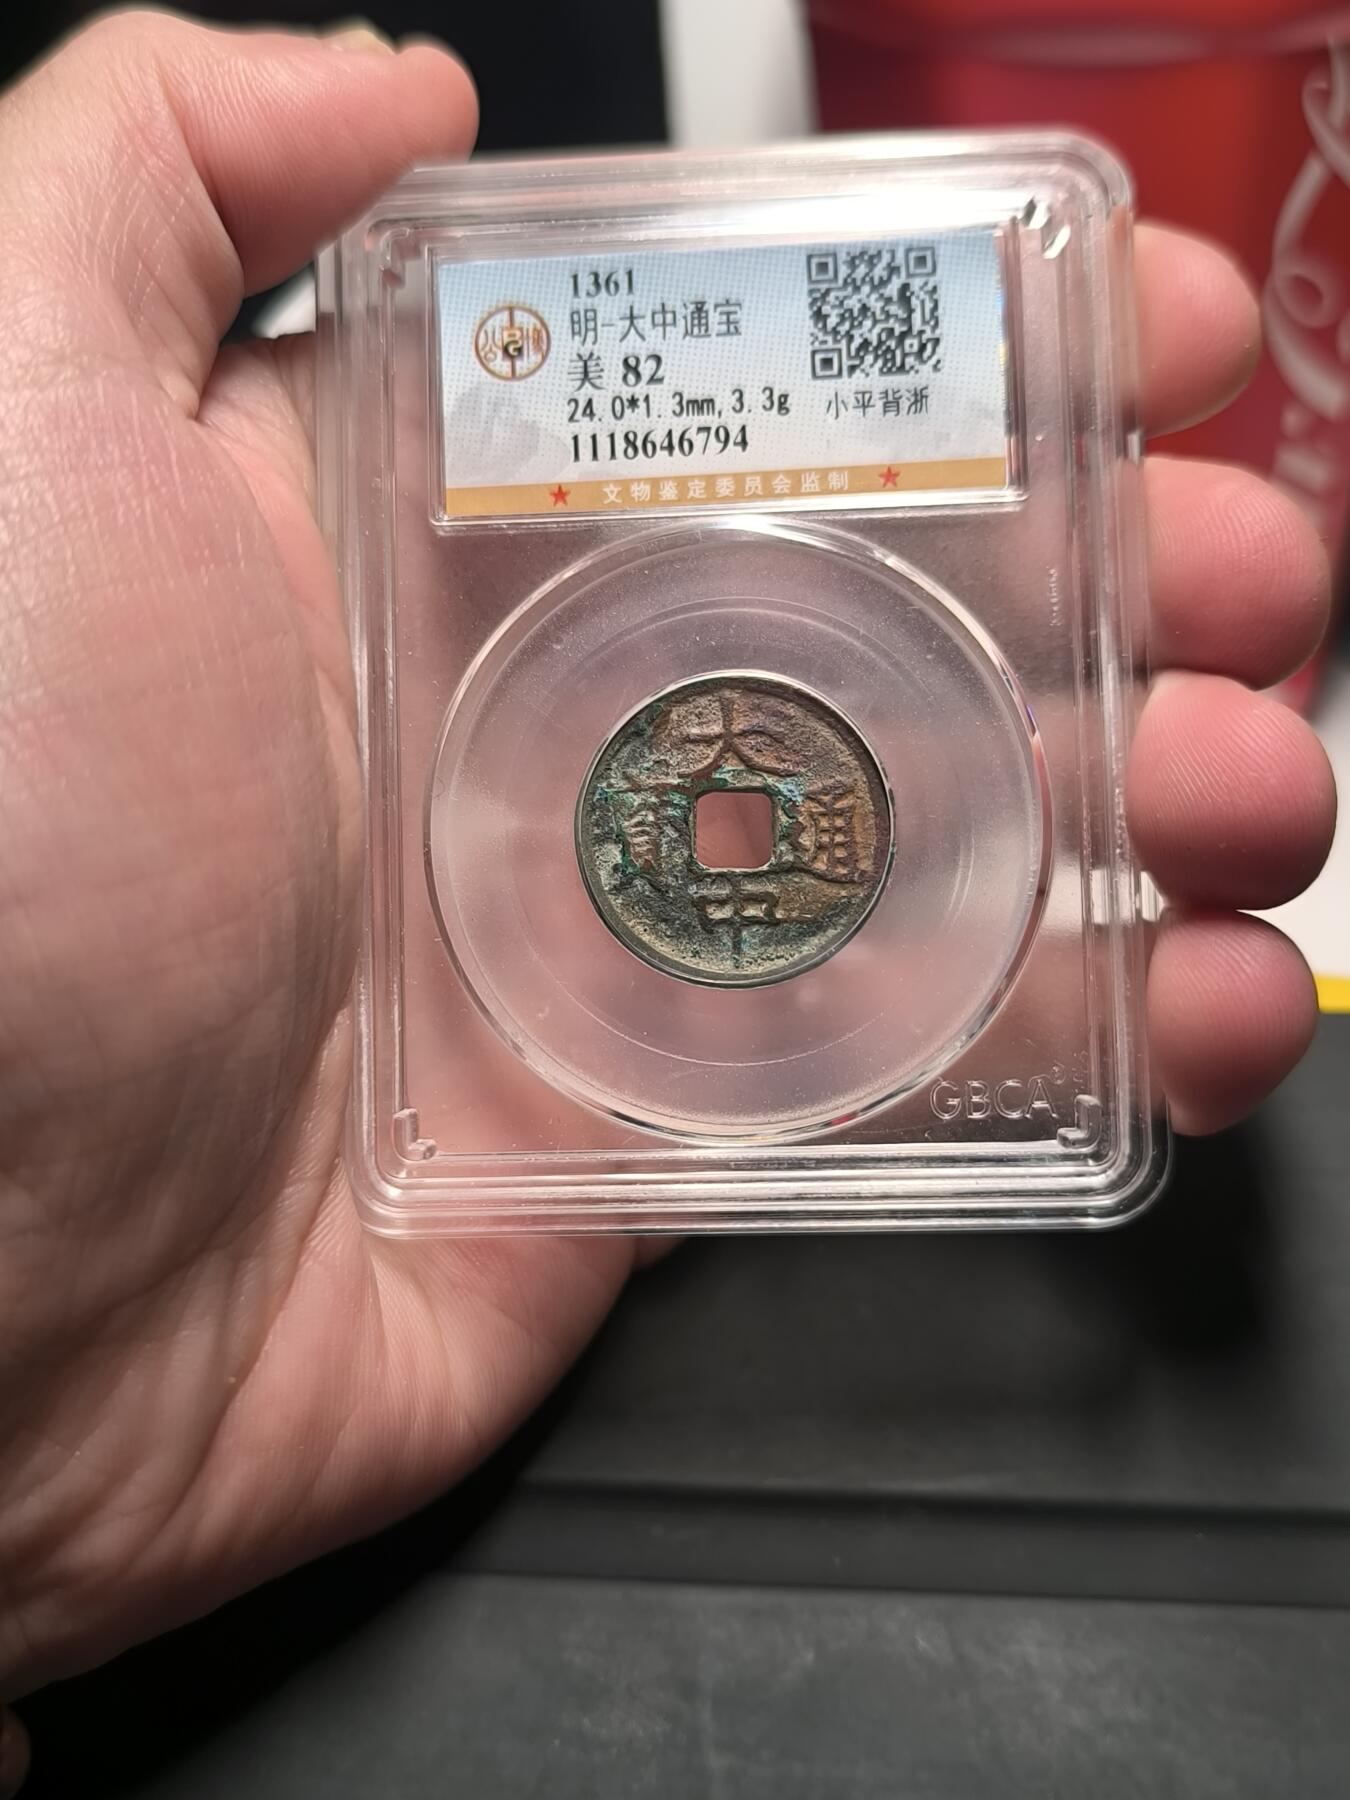 1361
明-大中通宝
美 82
24.0*1.3mm,3.3g 小平背浙
1118646794
★ 文物鉴定委员会监制 ★
大中通寳
GBCA